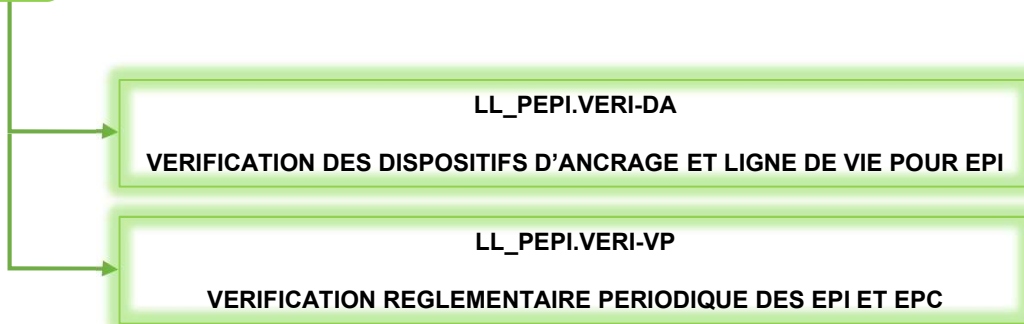 LL_PEPI.VERI-DA
VERIFICATION DES DISPOSITIFS D’ANCRAGE ET LIGNE DE VIE POUR EPI
LL_PEPI.VERI-VP
VERIFICATION REGLEMENTAIRE PERIODIQUE DES EPI ET EPC